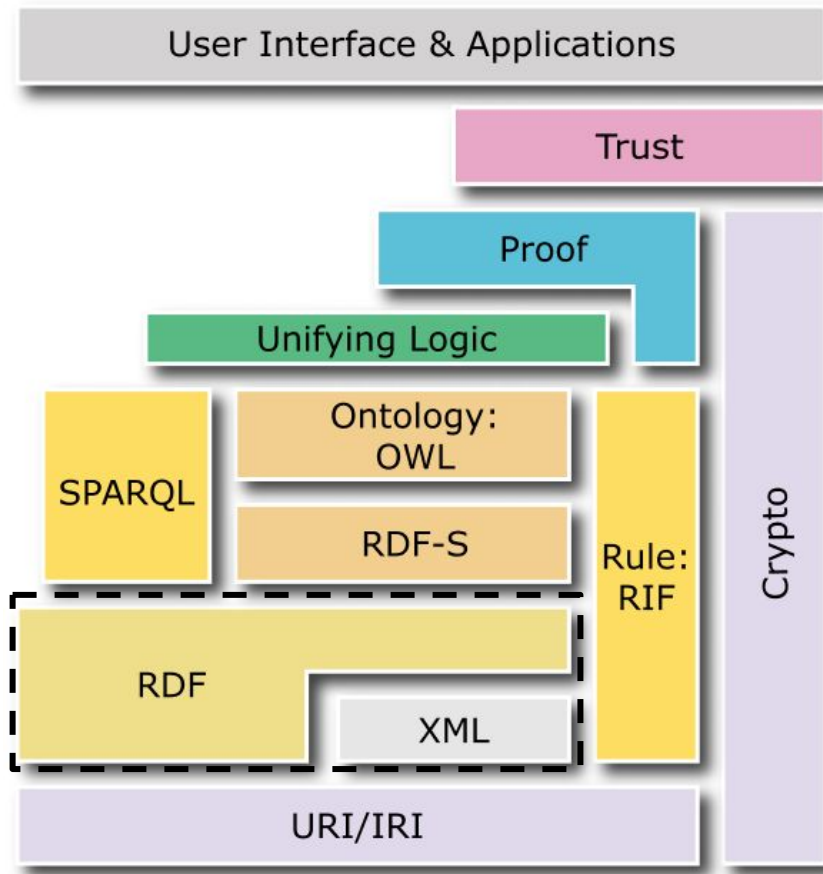 User Interface & Applications
Trust
Proof
Unifying Logic
Ontology:
OWL
SPARQL
RDF-S
Rule:
RIF
Crypto
RDF
XML
URI/IRI